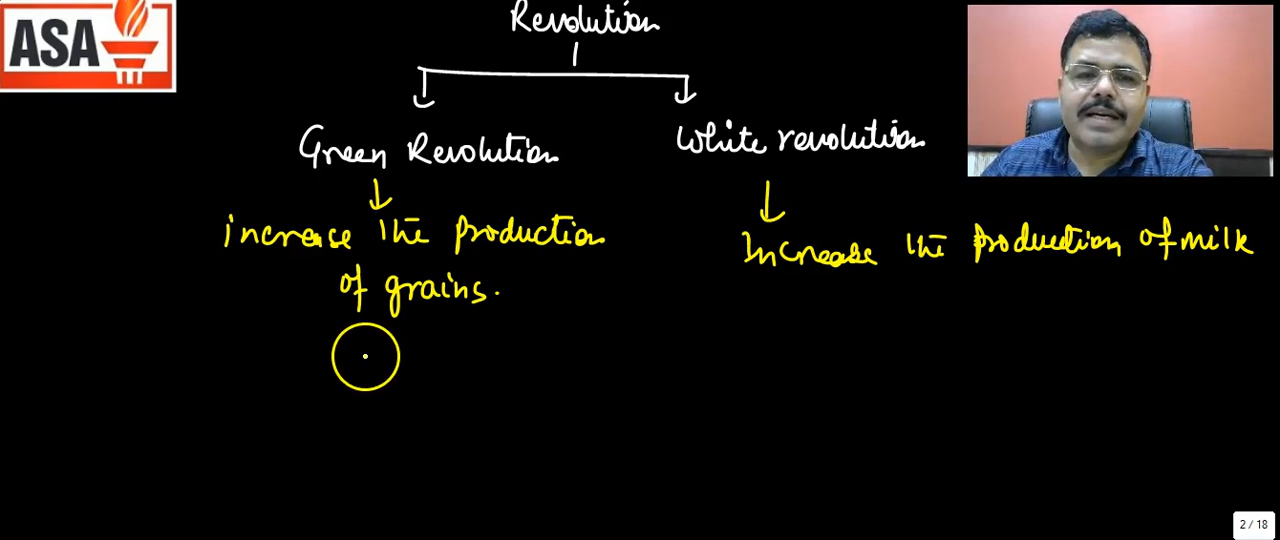 ASA
Revolution
Green Revolution
White revolution
increase the production
of grains.
Increase the production of milk
2 / 18